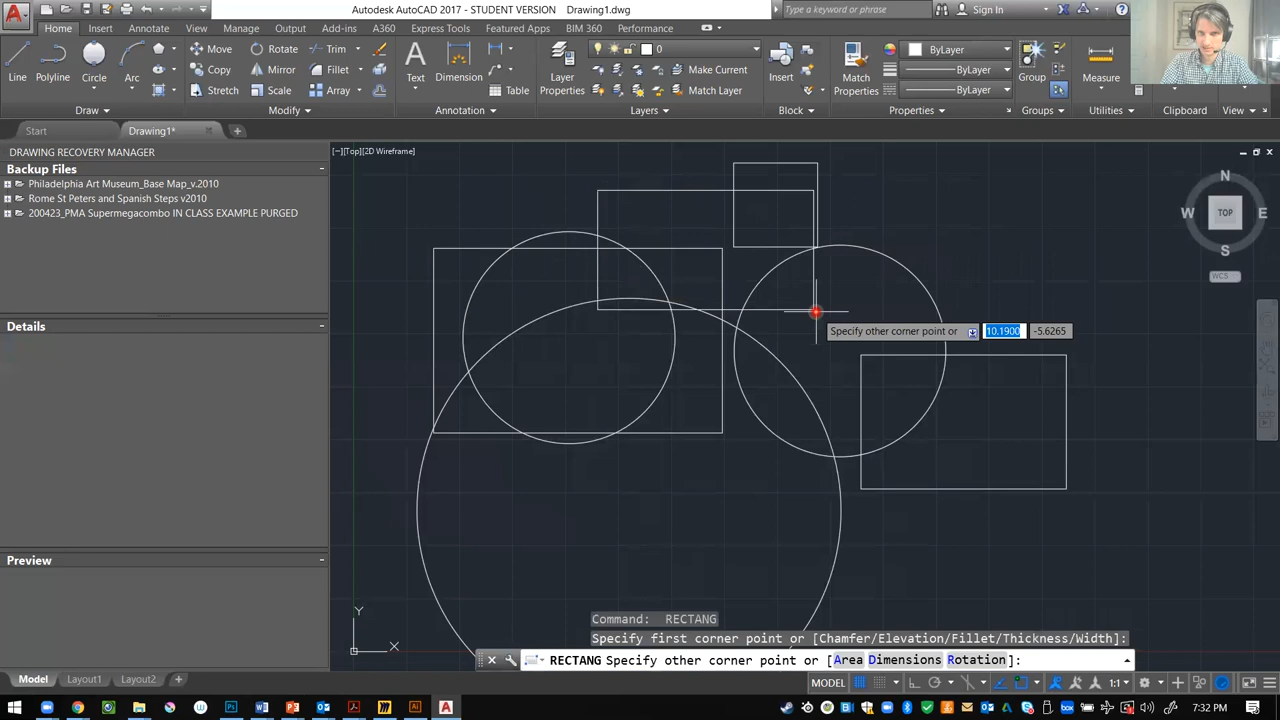 Autodesk AutoCAD 2017 - STUDENT VERSION Drawing1.dwg
Type a keyword or phrase
Sign In
Home Insert Annotate View Manage Output Add-ins A360 Express Tools Featured Apps BIM 360 Performance
Line Polyline Circle Arc
Move Rotate Trim
Copy Mirror Fillet
Stretch Scale Array
Text Dimension Table
Layer Properties
0
Make Current
Match Layer
Insert
Match Properties
ByLayer
ByLayer
ByLayer
Group
Measure
Draw Modify Annotation Layers Block Properties Groups Utilities Clipboard View
Start Drawing1*
DRAWING RECOVERY MANAGER
Backup Files
Philadelphia Art Museum_Base Map_v.2010
Rome St Peters and Spanish Steps v2010
200423_PMA Supermegacombo IN CLASS EXAMPLE PURGED
Details
Preview
[−][Top][2D Wireframe]
N
W TOP E
S
WCS
Specify other corner point or 10.1900 -5.6265
Y
X
Command: RECTANG
Specify first corner point or [Chamfer/Elevation/Fillet/Thickness/Width]:
RECTANG Specify other corner point or [Area Dimensions Rotation]:
Model Layout1 Layout2
MODEL 1:1
7:32 PM